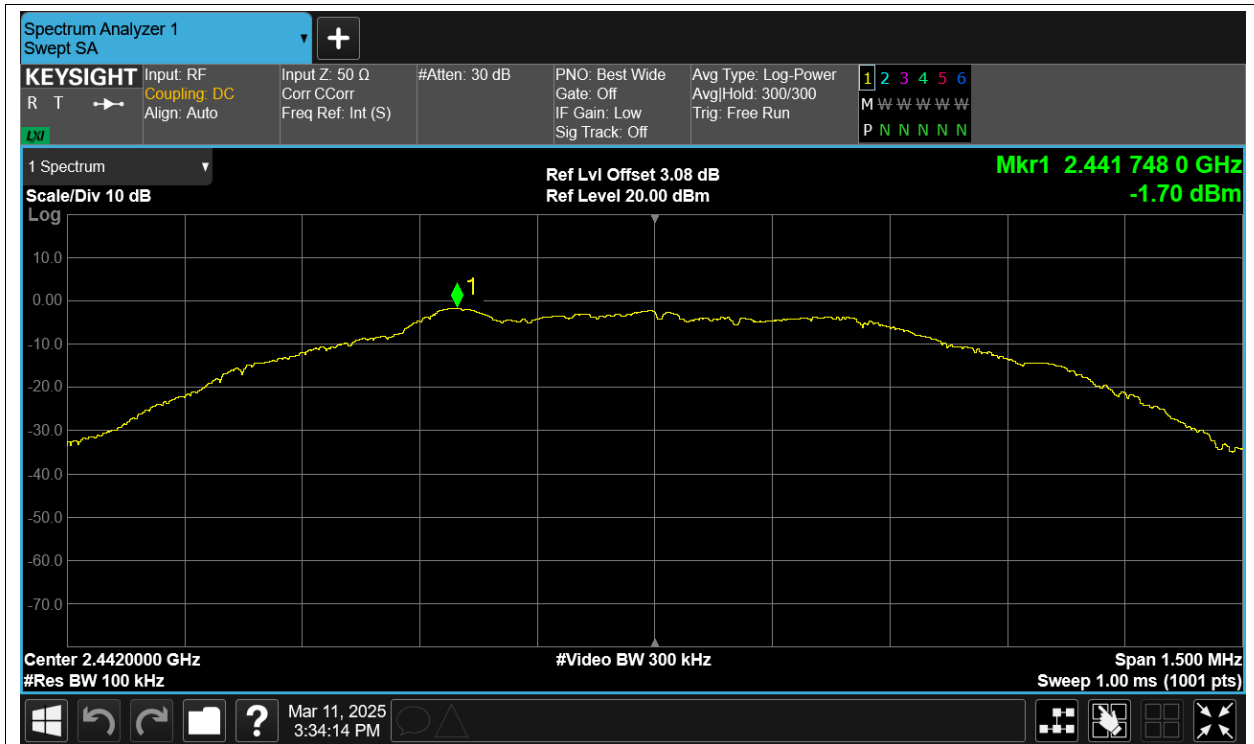 Spectrum Analyzer 1
Swept SA
+
KEYSIGHT
R T
LXI
Input: RF
Coupling: DC
Align: Auto
Input Z: 50 Ω
Corr CCorr
Freq Ref: Int (S)
#Atten: 30 dB
PNO: Best Wide
Gate: Off
IF Gain: Low
Sig Track: Off
Avg Type: Log-Power
Avg|Hold: 300/300
Trig: Free Run
1 2 3 4 5 6
M W W W W W
P N N N N N
1 Spectrum
Scale/Div 10 dB
Ref Lvl Offset 3.08 dB
Ref Level 20.00 dBm
Mkr1 2.441 748 0 GHz
-1.70 dBm
Log
10.0
0.00
-10.0
-20.0
-30.0
-40.0
-50.0
-60.0
-70.0
1
Center 2.4420000 GHz
#Res BW 100 kHz
#Video BW 300 kHz
Span 1.500 MHz
Sweep 1.00 ms (1001 pts)
?
Mar 11, 2025
3:34:14 PM